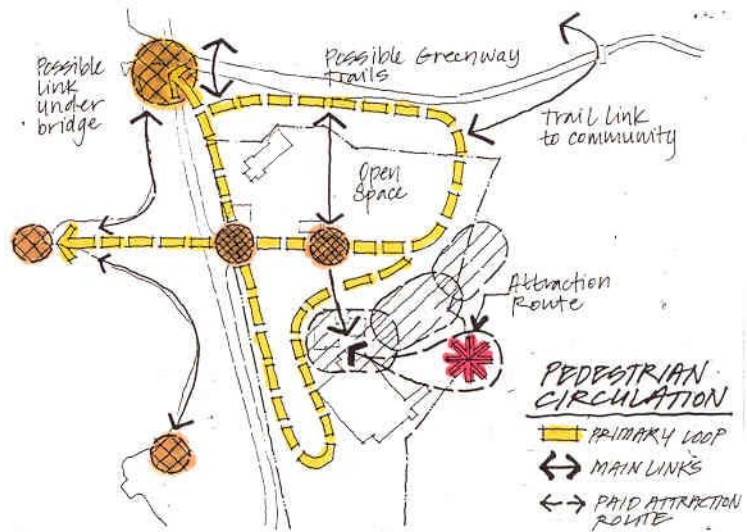 Possible
Link
under
bridge
Possible Greenway
Trails
Trail Link
to community
Open
Space
Attraction
Route
PEDESTRIAN
CIRCULATION
PRIMARY LOOP
MAIN LINKS
PAID ATTRACTION
ROUTE